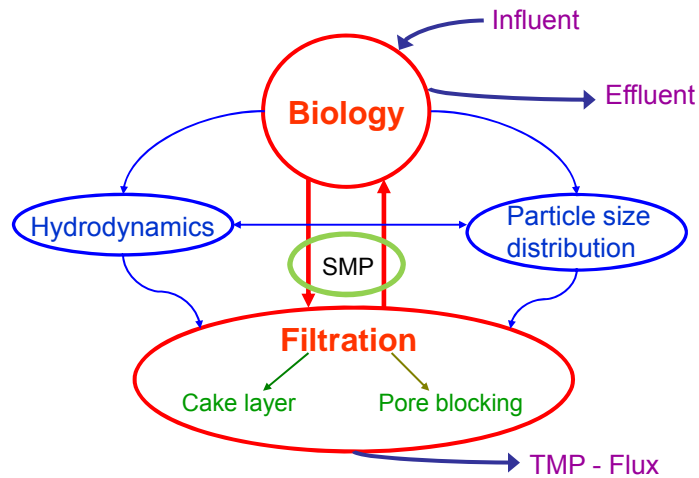 Influent
Effluent
Biology
Hydrodynamics
Particle size
distribution
SMP
Filtration
Cake layer
Pore blocking
TMP - Flux